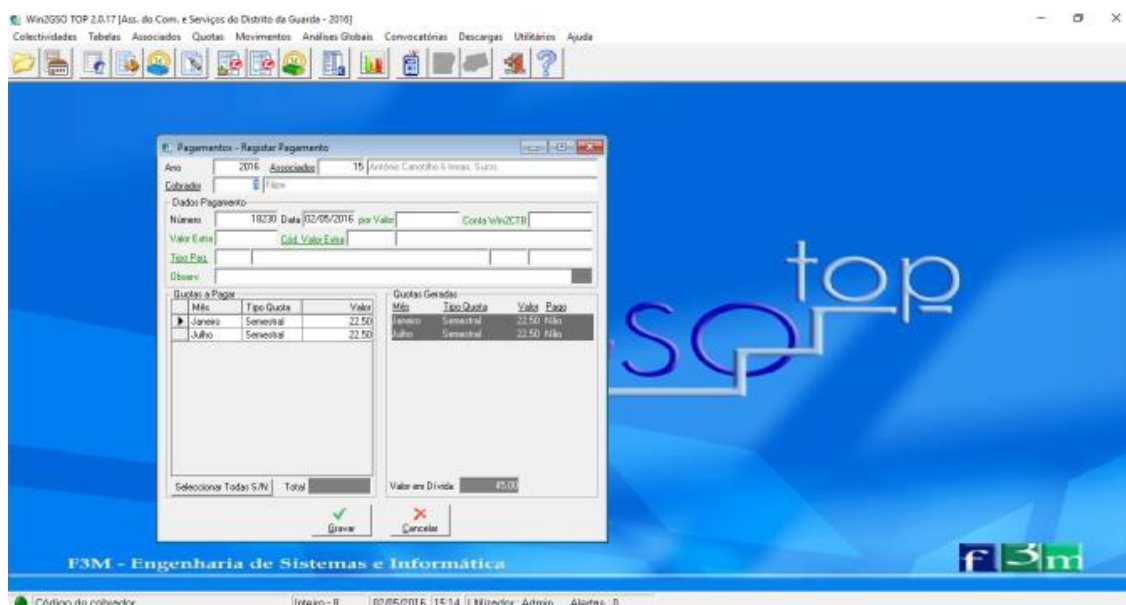 Win2GSO TOP 2.0.17 [Ass. do Com. e Serviços do Distrito da Guarda - 2016]
Colectividades Tabelas Associados Quotas Movimentos Análises Globais Convocatórias Descargas Utilitários Ajuda
Pagamentos - Registar Pagamento
Ano 2016 Associados 15 António Canotilho & Irmao, Sucrs.
Cobrador Filipe
Dados Pagamento
Número 18230 Data 02/05/2016 por Valor Conta Win2CTB
Valor Extra Cód. Valor Extra
Tipo Pag.
Observ.
Quotas a Pagar Quotas Geradas
Mês Tipo Quota Valor Mês Tipo Quota Valor Pago
Janeiro Semestral 22.50 Janeiro Semestral 22.50 Não
Julho Semestral 22.50 Julho Semestral 22.50 Não
Seleccionar Todas S/N Total Valor em Dívida 45.00
Gravar Cancelar
top
SO
F3M - Engenharia de Sistemas e Informática
f3m
Código do cobrador Inteiro - 8 02/05/2016 15:14 Utilizador: Admin Alertas: 0